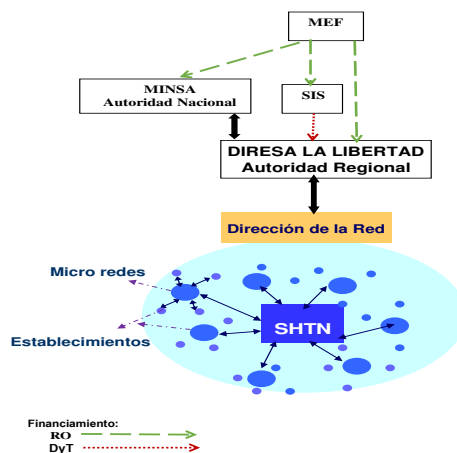 MEF
MINSA
Autoridad Nacional
SIS
DIRESA LA LIBERTAD
Autoridad Regional
Dirección de la Red
Micro redes
SHTN
Establecimientos
Financiamiento:
RO
DyT